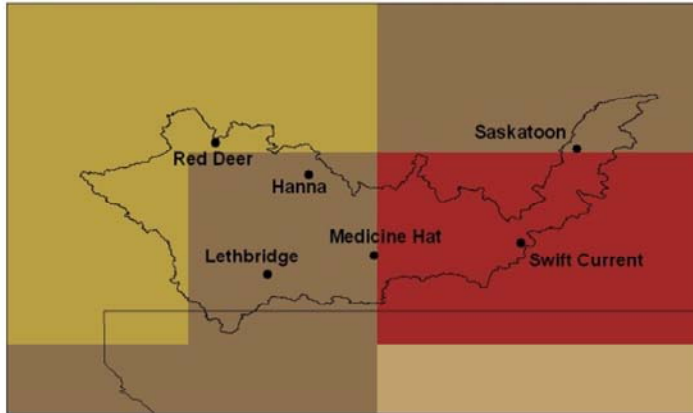 Saskatoon
Red Deer
Hanna
Medicine Hat
Lethbridge
Swift Current